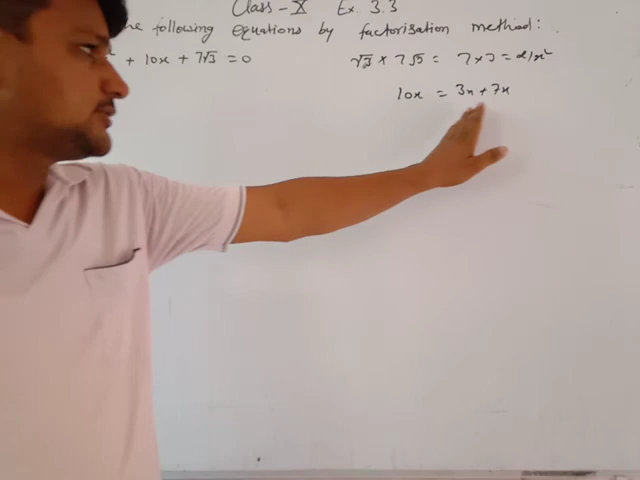 Class - X Ex. 3.3
following equations by factorisation method:
+ 10x + 7√3 = 0 √3 × 7√3 = 7×3 = 21x²
10x = 3x + 7x